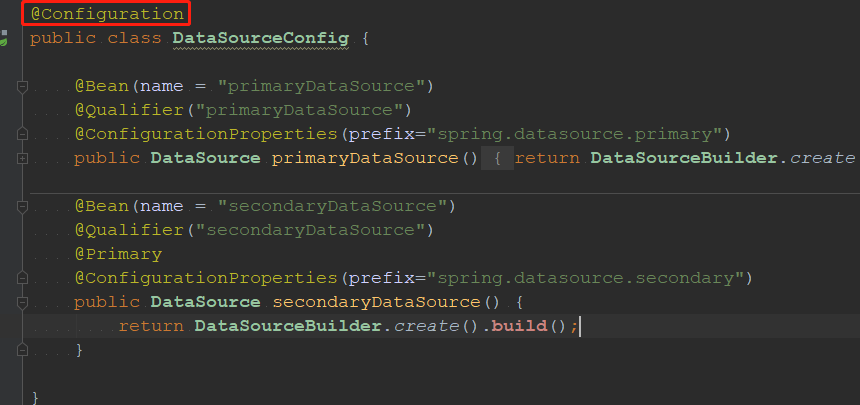 @Configuration
public class DataSourceConfig {
@Bean(name = "primaryDataSource")
@Qualifier("primaryDataSource")
@ConfigurationProperties(prefix="spring.datasource.primary")
public DataSource primaryDataSource() { return DataSourceBuilder.create
@Bean(name = "secondaryDataSource")
@Qualifier("secondaryDataSource")
@Primary
@ConfigurationProperties(prefix="spring.datasource.secondary")
public DataSource secondaryDataSource() {
return DataSourceBuilder.create().build();
}
}